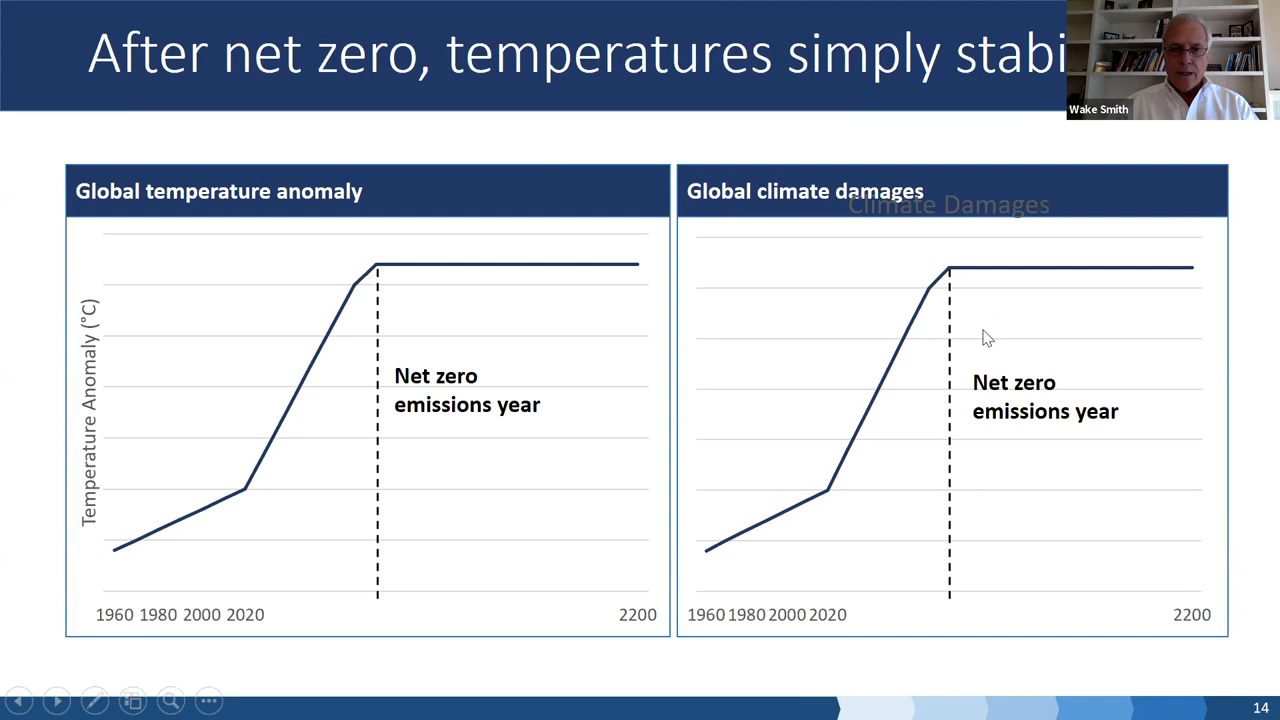 After net zero, temperatures simply stabi
Wake Smith
Global temperature anomaly
Temperature Anomaly (°C)
Net zero
emissions year
1960 1980 2000 2020 2200
Global climate damages
Climate Damages
Net zero
emissions year
1960 1980 2000 2020 2200
14